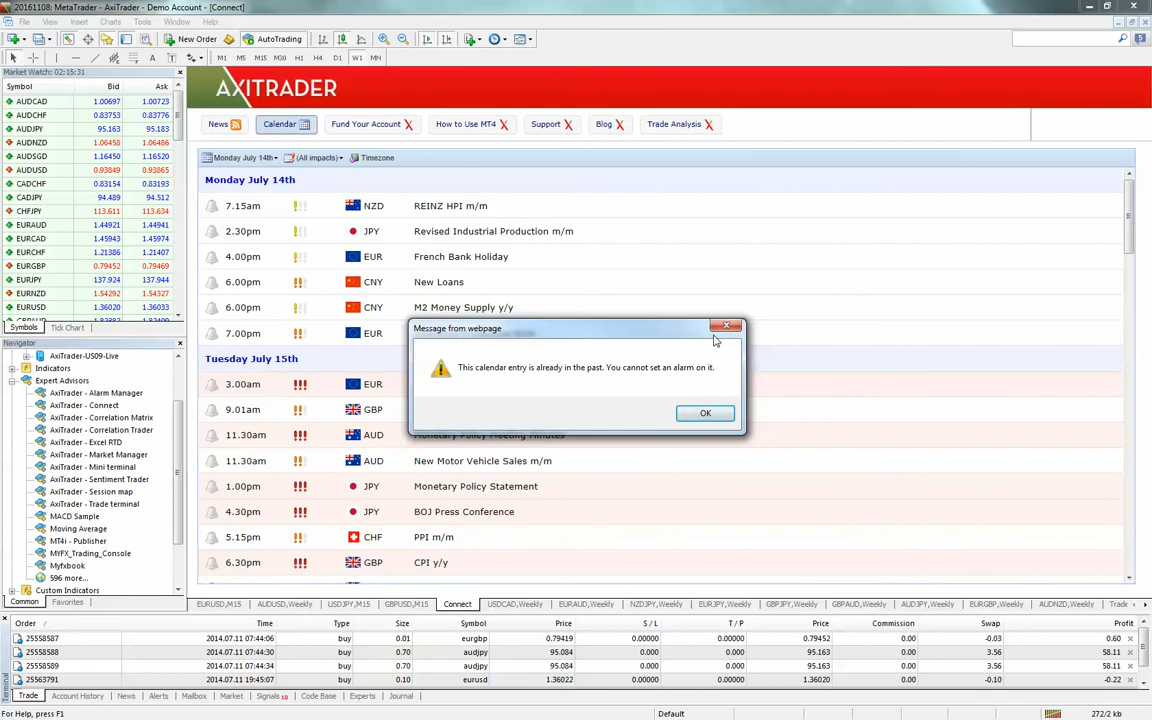 20161108: MetaTrader - AxiTrader - Demo Account - [Connect]
File View Insert Charts Tools Window Help
New Order AutoTrading
M1 M5 M15 M30 H1 H4 D1 W1 MN
Market Watch: 02:15:31
Symbol Bid Ask
AUDCAD 1.00697 1.00723
AUDCHF 0.83753 0.83776
AUDJPY 95.163 95.183
AUDNZD 1.06458 1.06486
AUDSGD 1.16450 1.16520
AUDUSD 0.93849 0.93865
CADCHF 0.83154 0.83193
CADJPY 94.489 94.512
CHFJPY 113.611 113.634
EURAUD 1.44921 1.44941
EURCAD 1.45943 1.45974
EURCHF 1.21386 1.21407
EURGBP 0.79452 0.79469
EURJPY 137.924 137.944
EURNZD 1.54292 1.54327
EURUSD 1.36020 1.36033
Symbols Tick Chart
Navigator
AxiTrader-US09-Live
Indicators
Expert Advisors
AxiTrader - Alarm Manager
AxiTrader - Connect
AxiTrader - Correlation Matrix
AxiTrader - Correlation Trader
AxiTrader - Excel RTD
AxiTrader - Market Manager
AxiTrader - Mini terminal
AxiTrader - Sentiment Trader
AxiTrader - Session map
AxiTrader - Trade terminal
MACD Sample
Moving Average
MT4i - Publisher
MYFX_Trading_Console
Myfxbook
596 more...
Custom Indicators
Common Favorites
AXITRADER
News Calendar Fund Your Account How to Use MT4 Support Blog Trade Analysis
Monday July 14th (All impacts) Timezone
Monday July 14th
7.15am NZD REINZ HPI m/m
2.30pm JPY Revised Industrial Production m/m
4.00pm EUR French Bank Holiday
6.00pm CNY New Loans
6.00pm CNY M2 Money Supply y/y
7.00pm EUR
Message from webpage
This calendar entry is already in the past. You cannot set an alarm on it.
OK
Tuesday July 15th
3.00am EUR
9.01am GBP
11.30am AUD Monetary Policy Meeting Minutes
11.30am AUD New Motor Vehicle Sales m/m
1.00pm JPY Monetary Policy Statement
4.30pm JPY BOJ Press Conference
5.15pm CHF PPI m/m
6.30pm GBP CPI y/y
EURUSD,M15 AUDUSD,Weekly USDJPY,M15 GBPUSD,M15 Connect USDCAD,Weekly EURAUD,Weekly NZDJPY,Weekly EURJPY,Weekly GBPJPY,Weekly GBPAUD,Weekly AUDJPY,Weekly EURGBP,Weekly AUDNZD,Weekly Trade
Order Time Type Size Symbol Price S / L T / P Price Commission Swap Profit
25558587 2014.07.11 07:44:06 buy 0.01 eurgbp 0.79419 0.00000 0.00000 0.79452 0.00 -0.03 0.60
25558588 2014.07.11 07:44:30 buy 0.70 audjpy 95.084 0.00000 0.00000 95.163 0.00 3.56 58.11
25558589 2014.07.11 07:44:34 buy 0.70 audjpy 95.084 0.00000 0.00000 95.163 0.00 3.56 58.11
25563791 2014.07.11 19:45:07 buy 0.10 eurusd 1.36022 0.00000 0.00000 1.36020 0.00 -0.10 -0.22
Terminal
Trade Account History News Alerts Mailbox Market Signals 10 Code Base Experts Journal
For Help, press F1 Default 272/2 kb